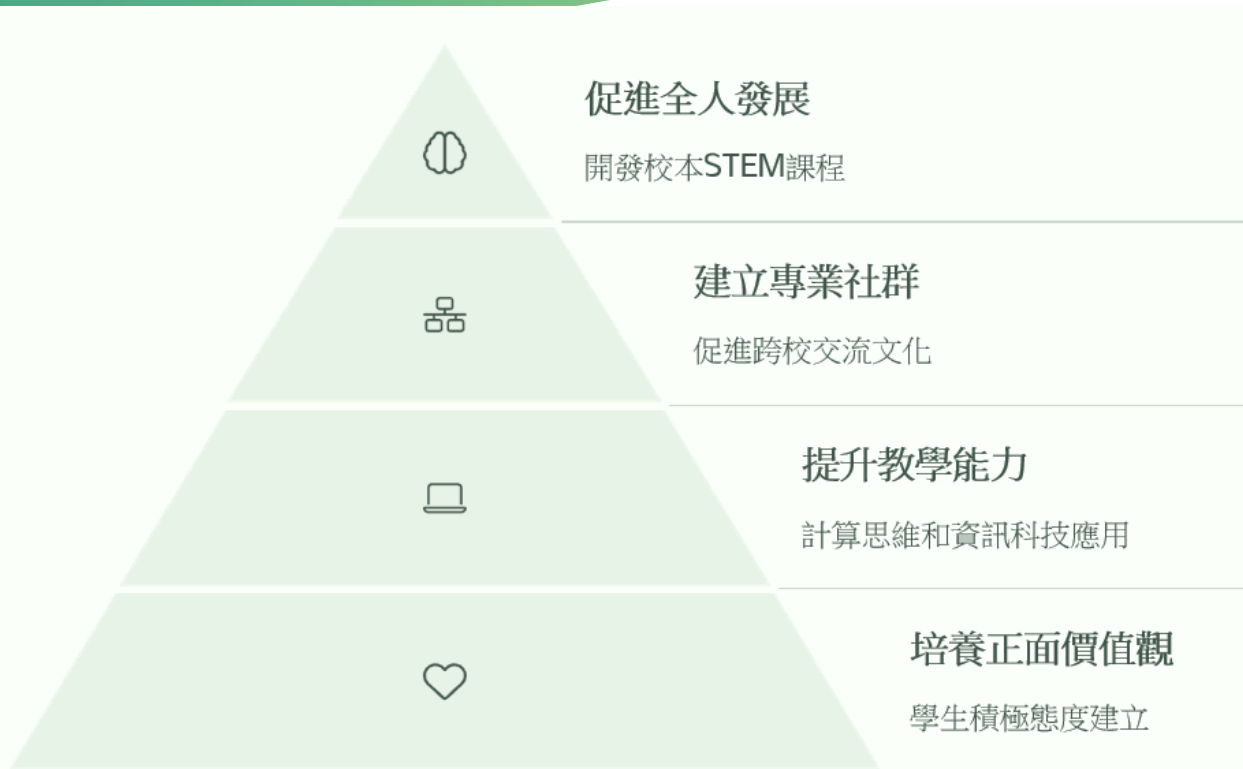 促進全人發展
開發校本STEM課程
建立專業社群
促進跨校交流文化
提升教學能力
計算思維和資訊科技應用
培養正面價值觀
學生積極態度建立